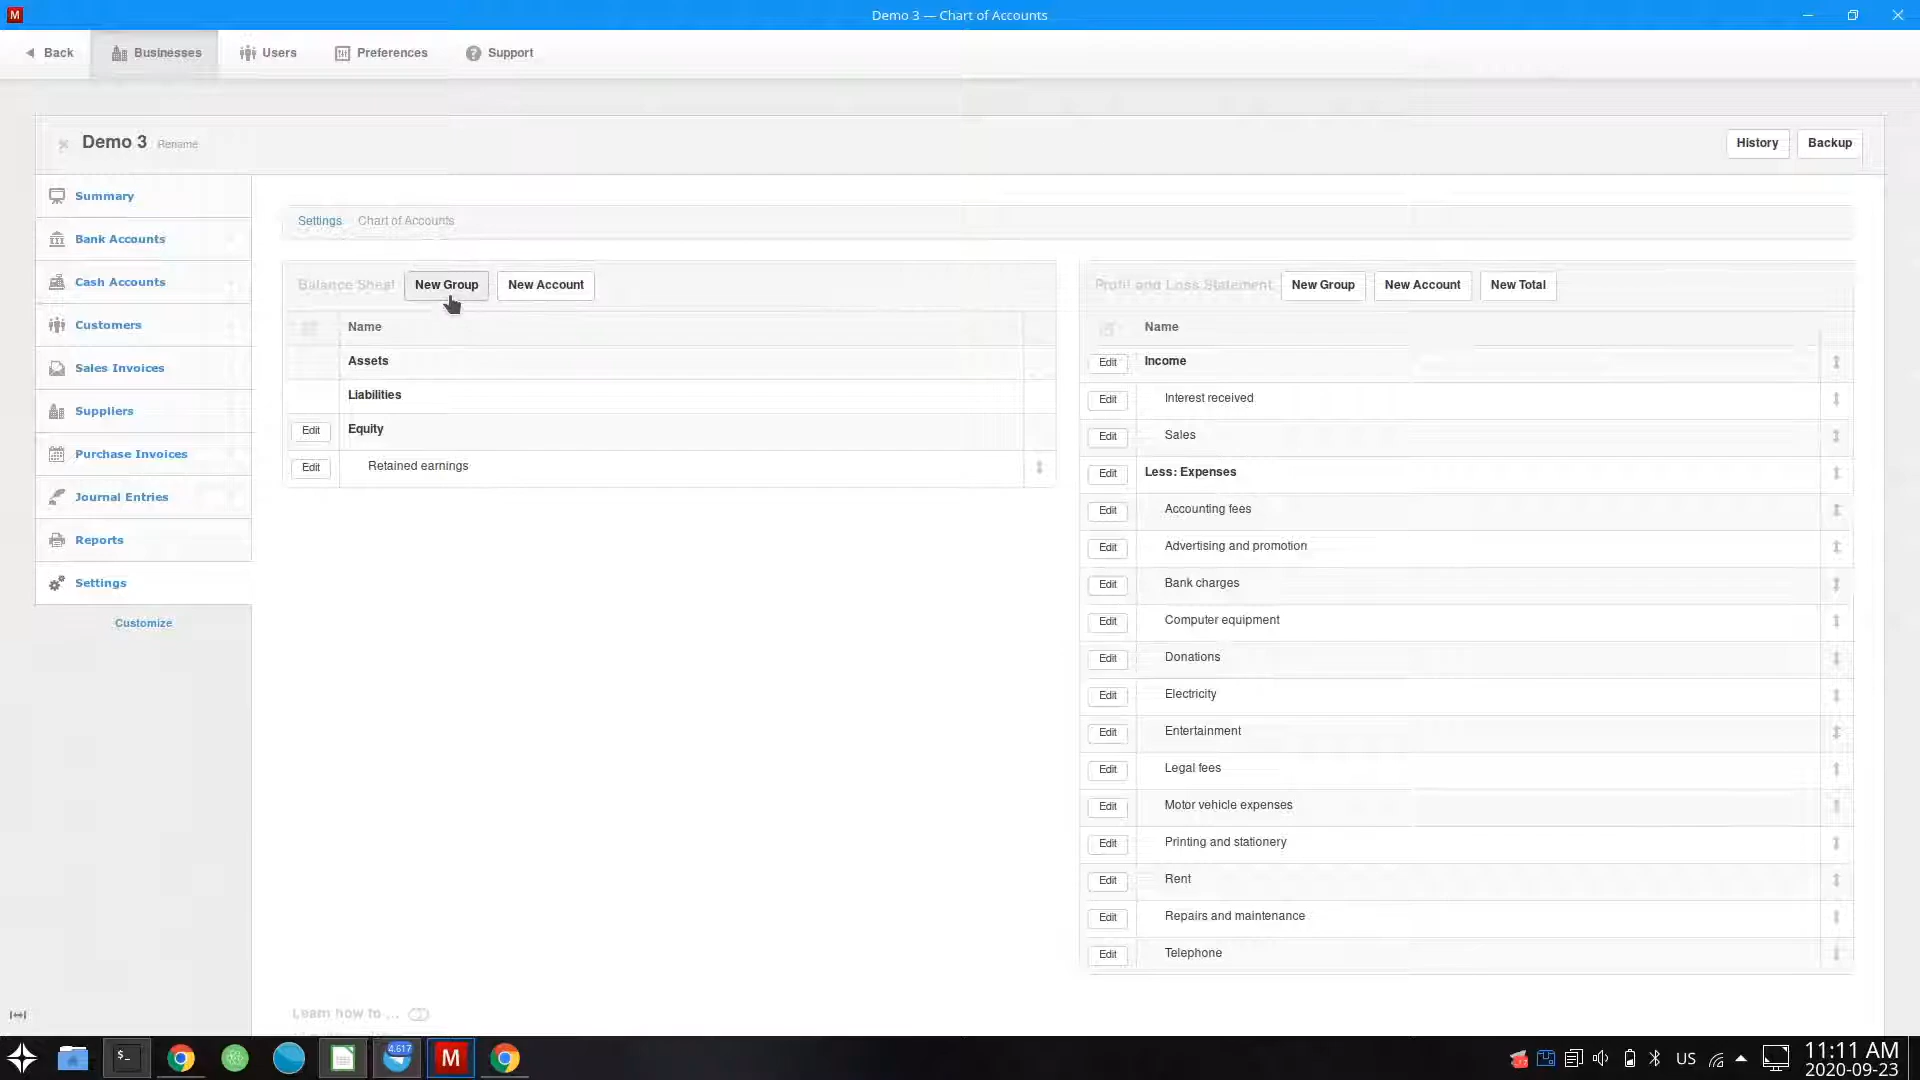 M
Demo 3 — Chart of Accounts
Back
Businesses
Users
Preferences
Support
Demo 3 Rename
History
Backup
Summary
Bank Accounts
Cash Accounts
Customers
Sales Invoices
Suppliers
Purchase Invoices
Journal Entries
Reports
Settings
Customize
Settings Chart of Accounts
Balance Sheet New Group New Account
Name
Assets
Liabilities
Edit Equity
Edit Retained earnings
Profit and Loss Statement New Group New Account New Total
Name
Edit Income
Edit Interest received
Edit Sales
Edit Less: Expenses
Edit Accounting fees
Edit Advertising and promotion
Edit Bank charges
Edit Computer equipment
Edit Donations
Edit Electricity
Edit Entertainment
Edit Legal fees
Edit Motor vehicle expenses
Edit Printing and stationery
Edit Rent
Edit Repairs and maintenance
Edit Telephone
Learn how to ...
$_
4,617
M
US
11:11 AM
2020-09-23